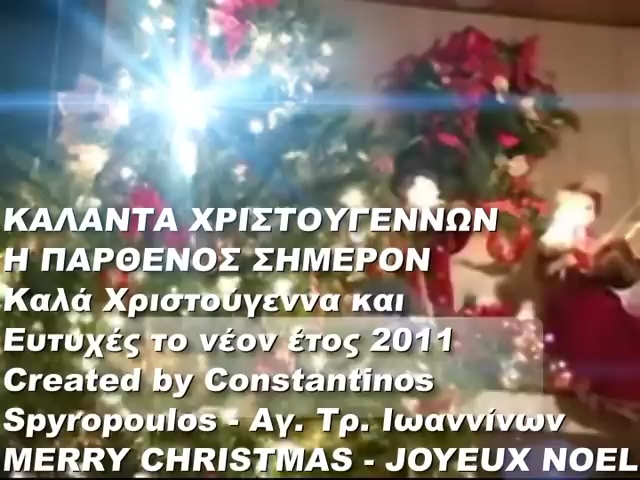 ΚΑΛΑΝΤΑ ΧΡΙΣΤΟΥΓΕΝΝΩΝ
Η ΠΑΡΘΕΝΟΣ ΣΗΜΕΡΟΝ
Καλά Χριστούγεννα και
Ευτυχές το νέον έτος 2011
Created by Constantinos
Spyropoulos - Αγ. Τρ. Ιωαννίνων
MERRY CHRISTMAS - JOYEUX NOEL